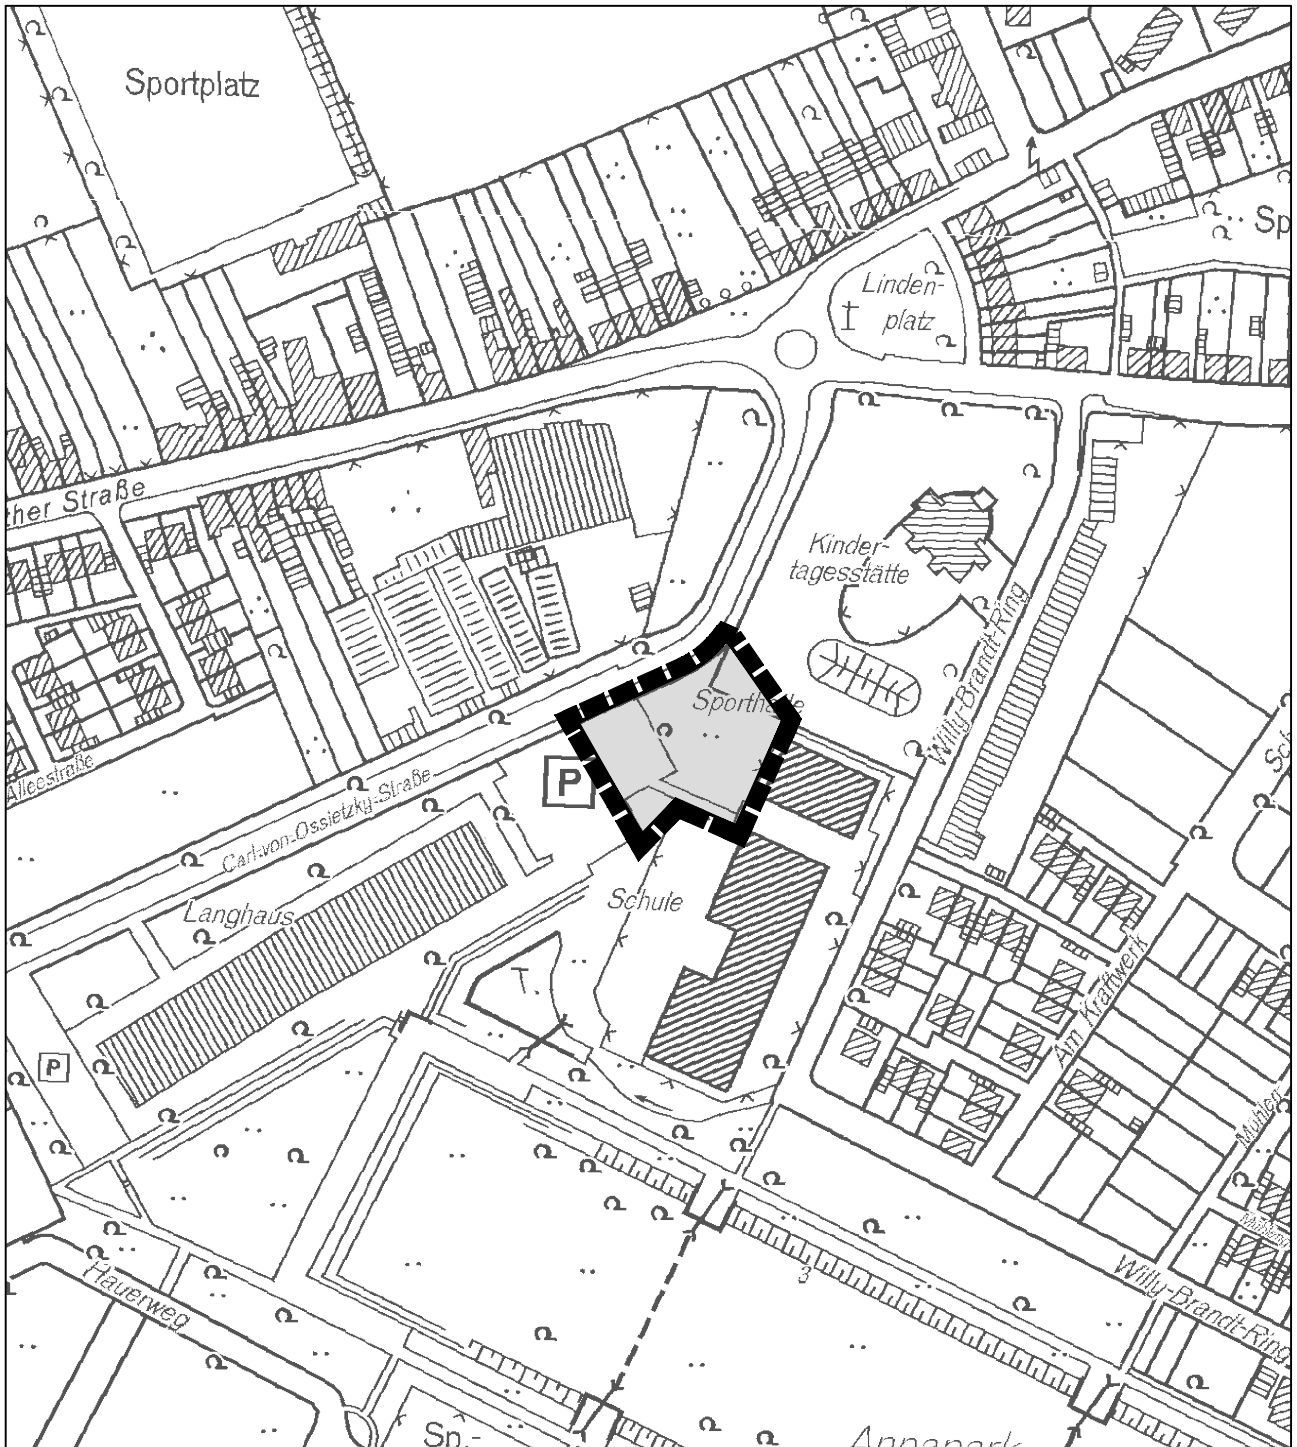 Sportplatz
Sp
Linden-
platz
ther Straße
Kinder-
tagesstätte
Willy-Brandt-Ring
Sporthalle
Alleestraße
P
Carl-von-Ossietzky-Straße
Langhaus
Schule
T.
Am Kraftwerk
P
Hauerweg
3
Willy-Brandt-Ring
Sp.-
Annapark